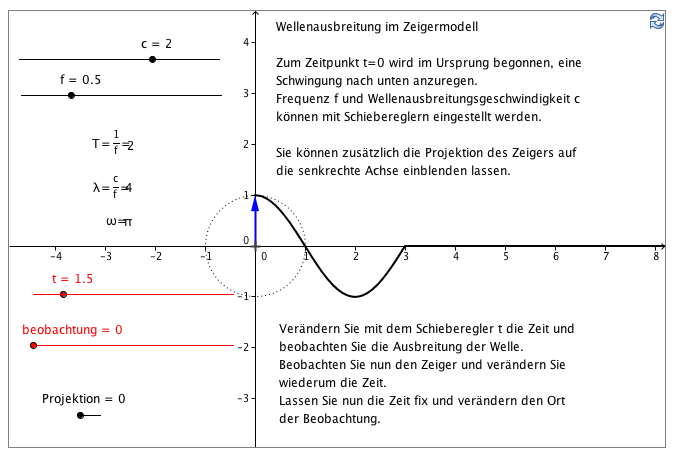 Wellenausbreitung im Zeigermodell
Zum Zeitpunkt t=0 wird im Ursprung begonnen, eine
Schwingung nach unten anzuregen.
Frequenz f und Wellenausbreitungsgeschwindigkeit c
können mit Schiebereglern eingestellt werden.
Sie können zusätzlich die Projektion des Zeigers auf
die senkrechte Achse einblenden lassen.
c = 2
f = 0.5
T = 1/f = 2
λ = c/f = 4
ω = π
4
3
2
1
0
−1
−2
−3
−4 −3 −2 −1 0 1 2 3 4 5 6 7 8
t = 1.5
beobachtung = 0
Projektion = 0
Verändern Sie mit dem Schieberegler t die Zeit und
beobachten Sie die Ausbreitung der Welle.
Beobachten Sie nun den Zeiger und verändern Sie
wiederum die Zeit.
Lassen Sie nun die Zeit fix und verändern den Ort
der Beobachtung.